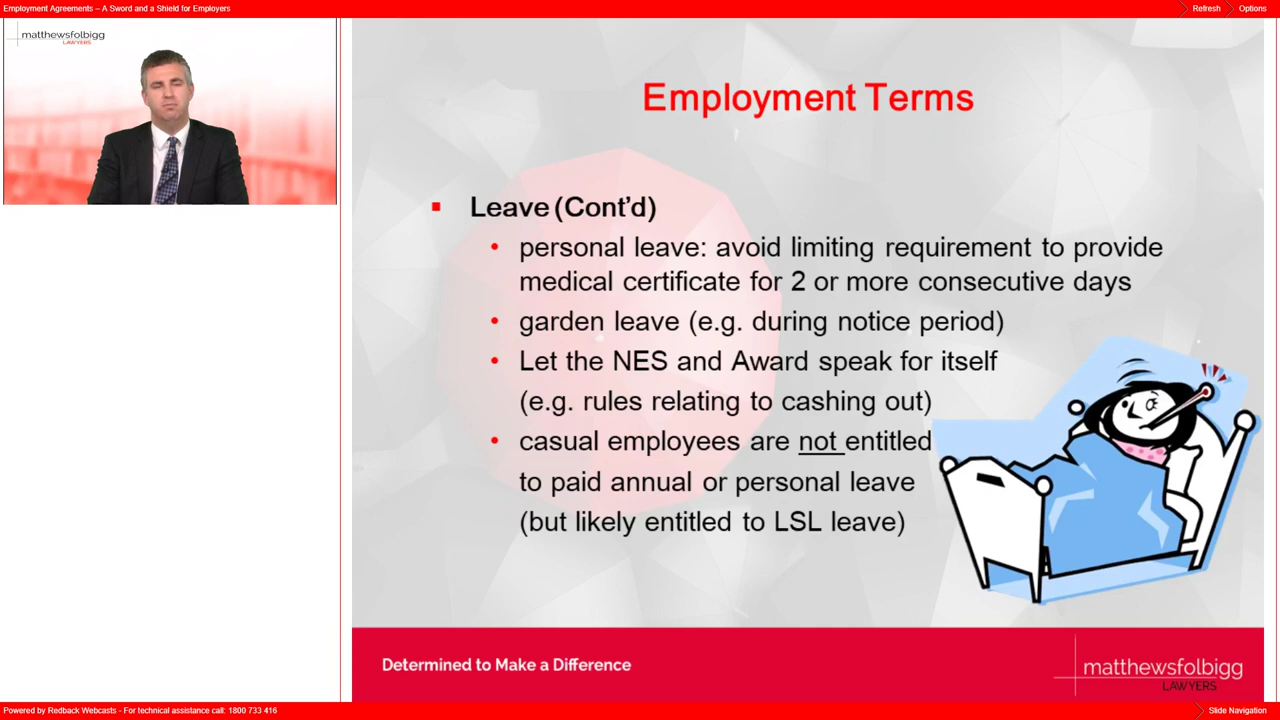 Employment Agreements – A Sword and a Shield for Employers
Refresh
Options
matthewsfolbigg
LAWYERS
Employment Terms
Leave (Cont'd)
personal leave: avoid limiting requirement to provide
medical certificate for 2 or more consecutive days
garden leave (e.g. during notice period)
Let the NES and Award speak for itself
(e.g. rules relating to cashing out)
casual employees are not entitled
to paid annual or personal leave
(but likely entitled to LSL leave)
Determined to Make a Difference
matthewsfolbigg
LAWYERS
Powered by Redback Webcasts - For technical assistance call: 1800 733 416
Slide Navigation